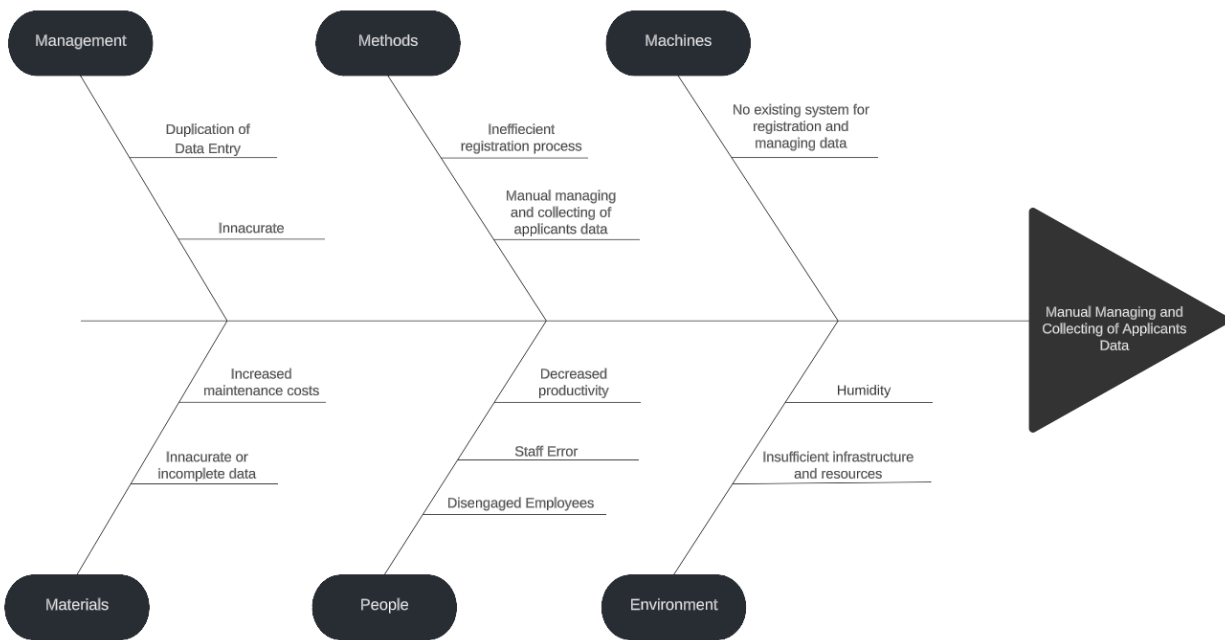 Management
Methods
Machines
Duplication of
Data Entry
Innacurate
Ineffiecient
registration process
Manual managing
and collecting of
applicants data
No existing system for
registration and
managing data
Manual Managing and
Collecting of Applicants
Data
Increased
maintenance costs
Innacurate or
incomplete data
Decreased
productivity
Staff Error
Disengaged Employees
Humidity
Insufficient infrastructure
and resources
Materials
People
Environment